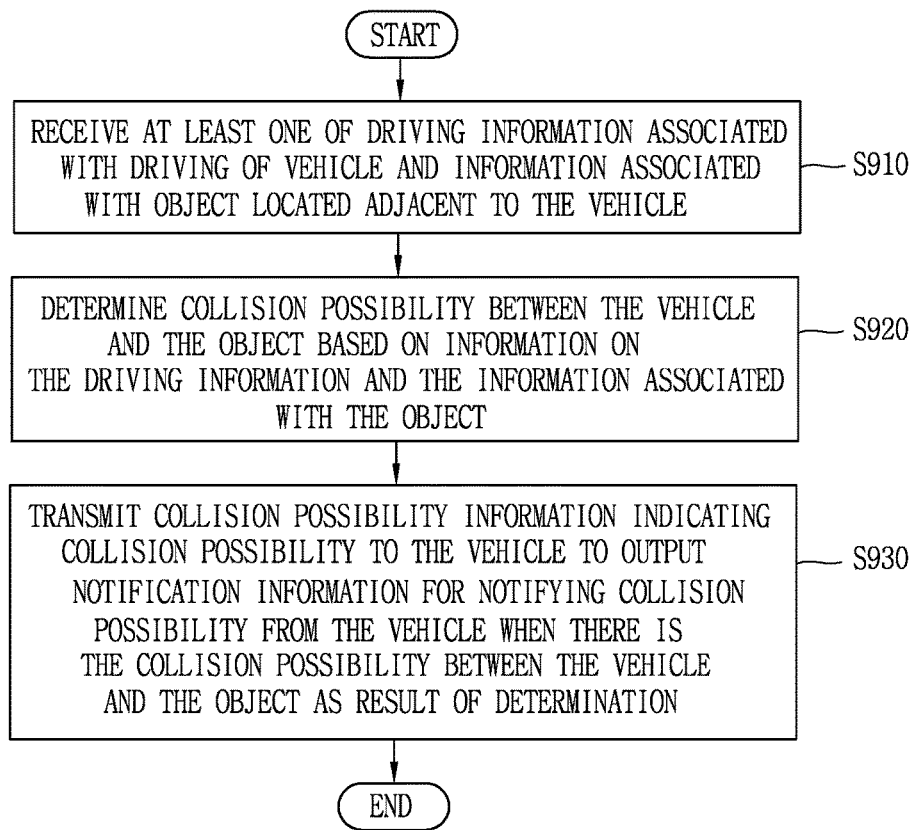 START
RECEIVE AT LEAST ONE OF DRIVING INFORMATION ASSOCIATED
WITH DRIVING OF VEHICLE AND INFORMATION ASSOCIATED
WITH OBJECT LOCATED ADJACENT TO THE VEHICLE
S910
DETERMINE COLLISION POSSIBILITY BETWEEN THE VEHICLE
AND THE OBJECT BASED ON INFORMATION ON
THE DRIVING INFORMATION AND THE INFORMATION ASSOCIATED
WITH THE OBJECT
S920
TRANSMIT COLLISION POSSIBILITY INFORMATION INDICATING
COLLISION POSSIBILITY TO THE VEHICLE TO OUTPUT
NOTIFICATION INFORMATION FOR NOTIFYING COLLISION
POSSIBILITY FROM THE VEHICLE WHEN THERE IS
THE COLLISION POSSIBILITY BETWEEN THE VEHICLE
AND THE OBJECT AS RESULT OF DETERMINATION
S930
END